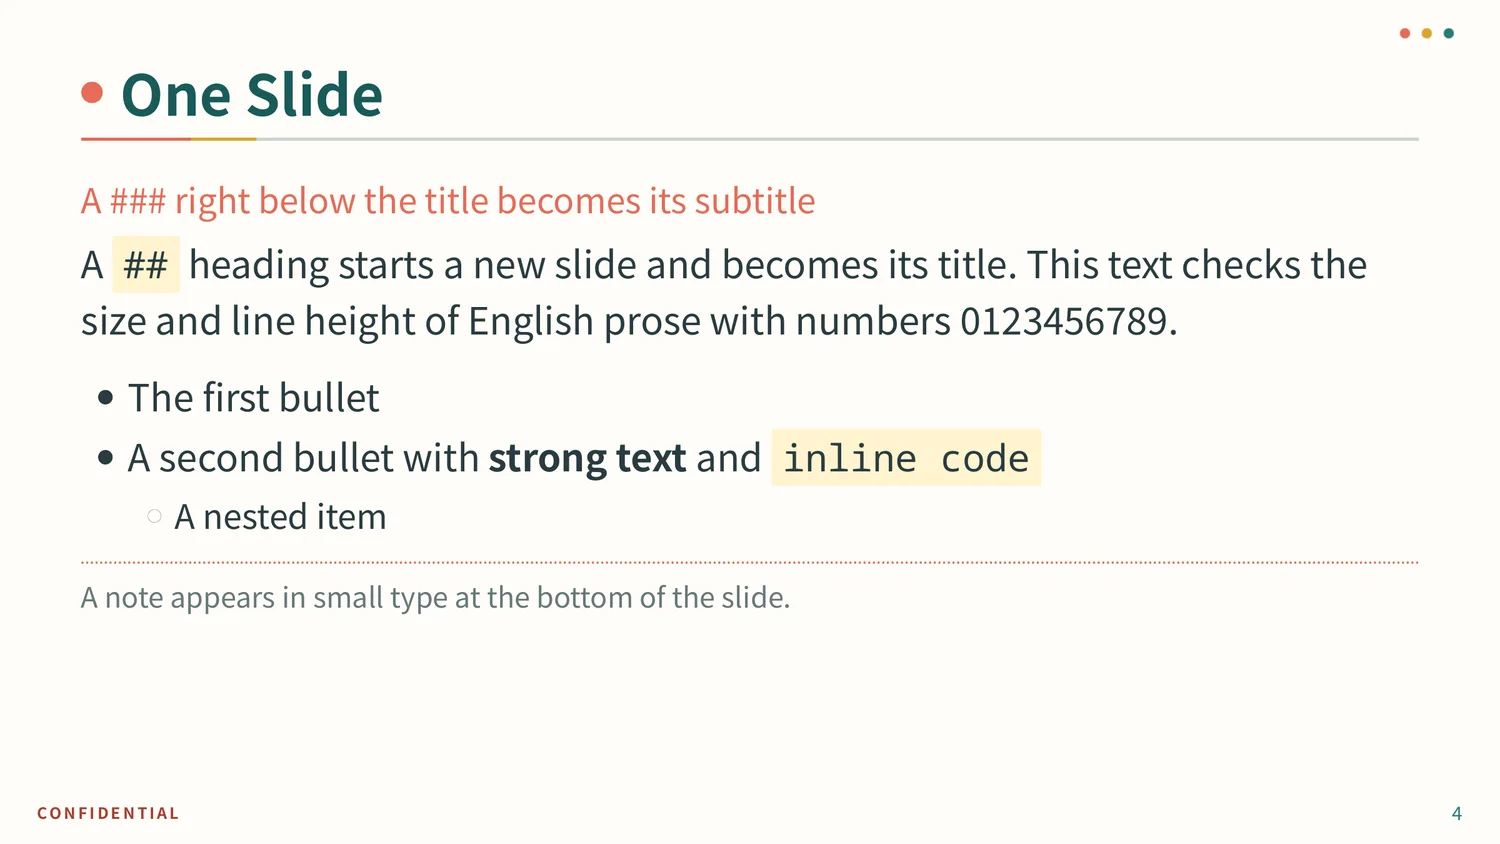 One Slide
A ### right below the title becomes its subtitle
A ## heading starts a new slide and becomes its title. This text checks the
size and line height of English prose with numbers 0123456789.
The first bullet
A second bullet with strong text and inline code
A nested item
A note appears in small type at the bottom of the slide.
CONFIDENTIAL
4